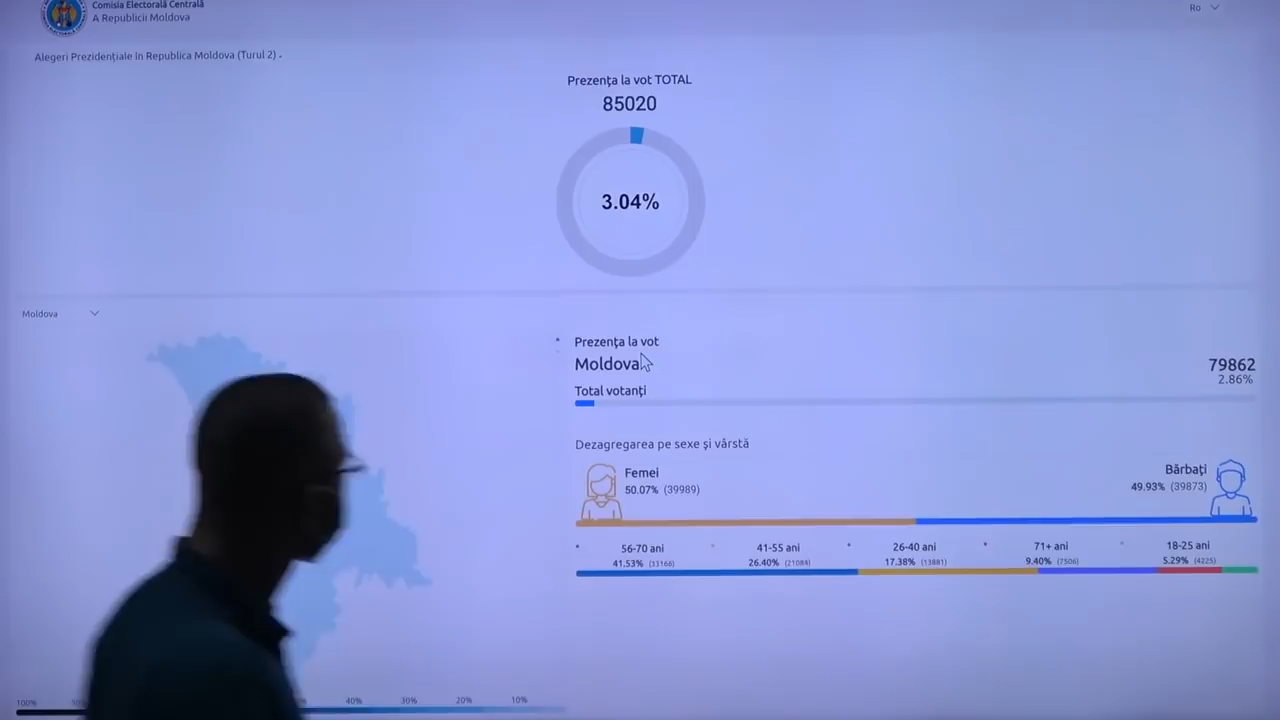 Comisia Electorală Centrală
A Republicii Moldova
Ro
Alegeri Prezidențiale în Republica Moldova (Turul 2)
Prezența la vot TOTAL
85020
3.04%
Moldova
Prezența la vot
Moldova
79862
2.86%
Total votanți
Dezagregarea pe sexe și vârstă
Femei
50.07% (39989)
Bărbați
49.93% (39873)
56-70 ani
41.53% (33166)
41-55 ani
26.40% (21084)
26-40 ani
17.38% (13881)
71+ ani
9.40% (7506)
18-25 ani
5.29% (4225)
100%
40%
30%
20%
10%